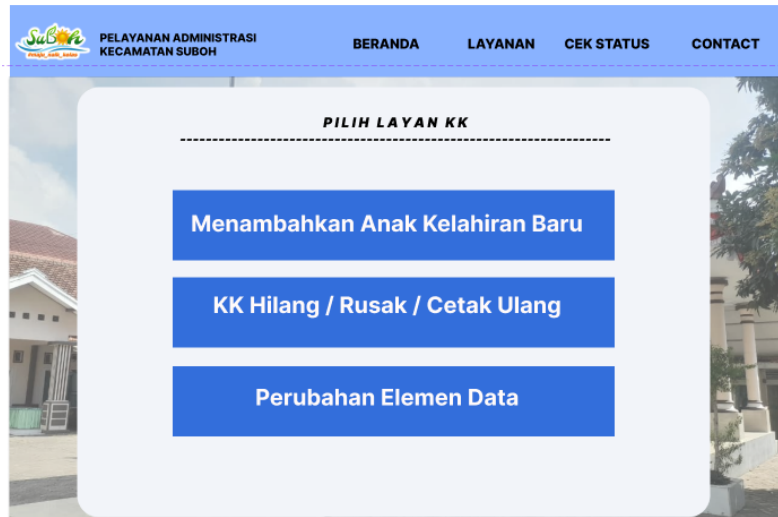 SuBoh
PELAYANAN ADMINISTRASI
KECAMATAN SUBOH
BERANDA
LAYANAN
CEK STATUS
CONTACT
PILIH LAYAN KK
Menambahkan Anak Kelahiran Baru
KK Hilang / Rusak / Cetak Ulang
Perubahan Elemen Data